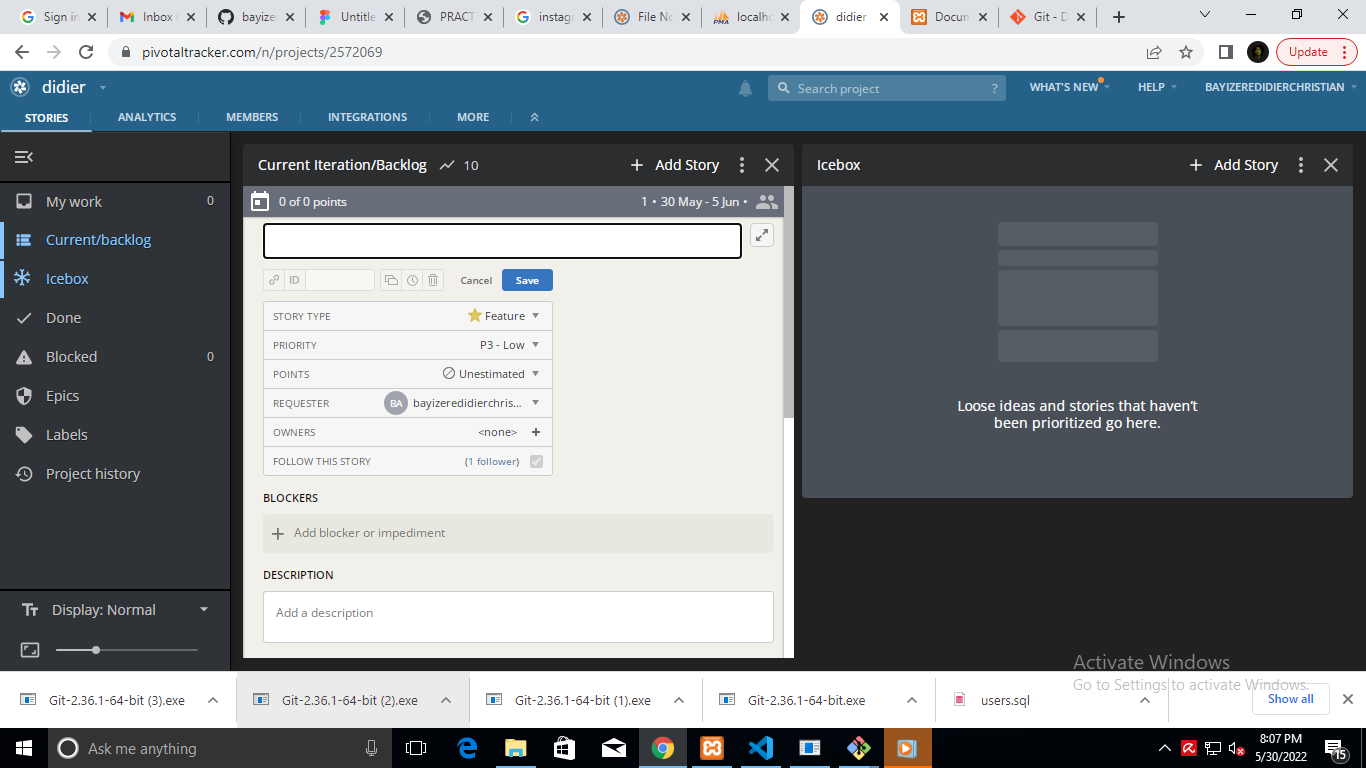 Sign in
Inbox
bayize
Untitle
PRACT
instag
File No
localho
didier
Docum
Git - D
pivotaltracker.com/n/projects/2572069
Update
didier
Search project
?
WHAT'S NEW
HELP
BAYIZEREDIDIERCHRISTIAN
STORIES
ANALYTICS
MEMBERS
INTEGRATIONS
MORE
My work 0
Current/backlog
Icebox
Done
Blocked 0
Epics
Labels
Project history
Display: Normal
Current Iteration/Backlog 10 + Add Story
0 of 0 points 1 • 30 May - 5 Jun •
ID
Cancel
Save
STORY TYPE Feature
PRIORITY P3 - Low
POINTS Unestimated
REQUESTER BA bayizeredidierchris...
OWNERS <none> +
FOLLOW THIS STORY (1 follower)
BLOCKERS
+ Add blocker or impediment
DESCRIPTION
Add a description
Icebox + Add Story
Loose ideas and stories that haven't
been prioritized go here.
Activate Windows
Go to Settings to activate Windows.
Git-2.36.1-64-bit (3).exe
Git-2.36.1-64-bit (2).exe
Git-2.36.1-64-bit (1).exe
Git-2.36.1-64-bit.exe
users.sql
Show all
Ask me anything
8:07 PM
5/30/2022
15